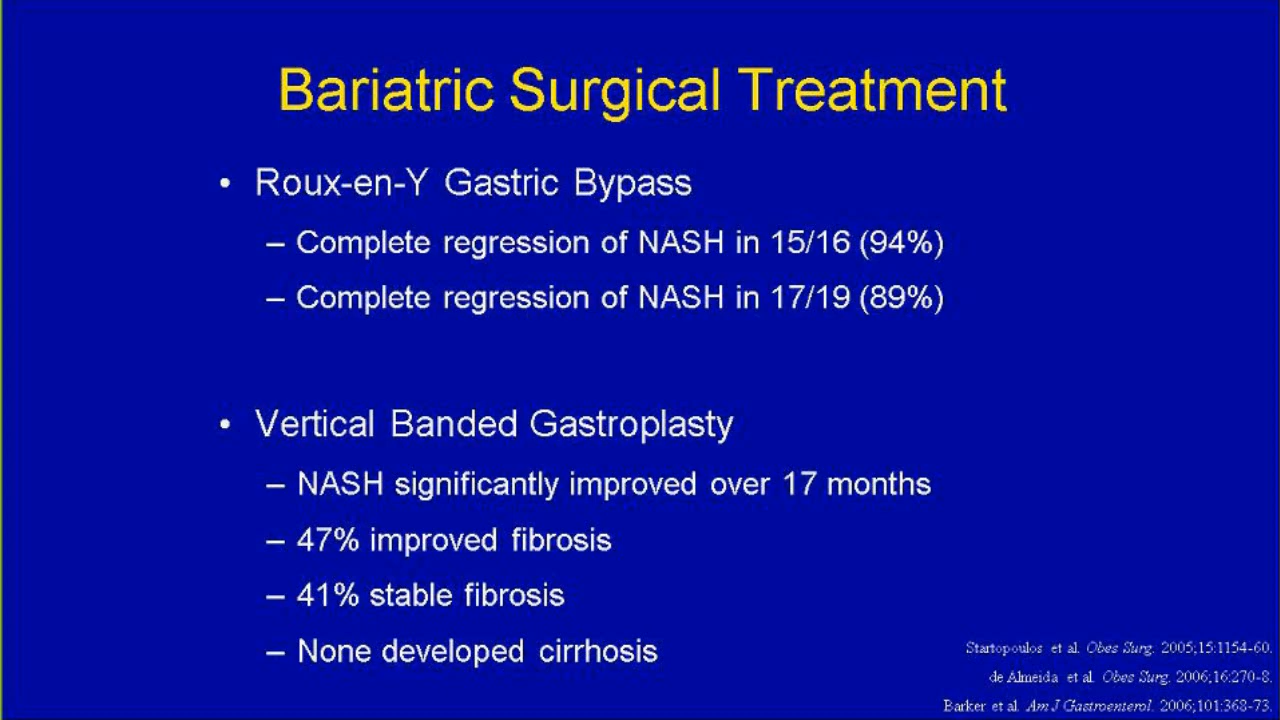 Bariatric Surgical Treatment
• Roux-en-Y Gastric Bypass
– Complete regression of NASH in 15/16 (94%)
– Complete regression of NASH in 17/19 (89%)
• Vertical Banded Gastroplasty
– NASH significantly improved over 17 months
– 47% improved fibrosis
– 41% stable fibrosis
– None developed cirrhosis
Startopoulos et al. Obes Surg. 2005;15:1154-60.
de Almeida et al. Obes Surg. 2006;16:270-8.
Barker et al. Am J Gastroenterol. 2006;101:368-73.